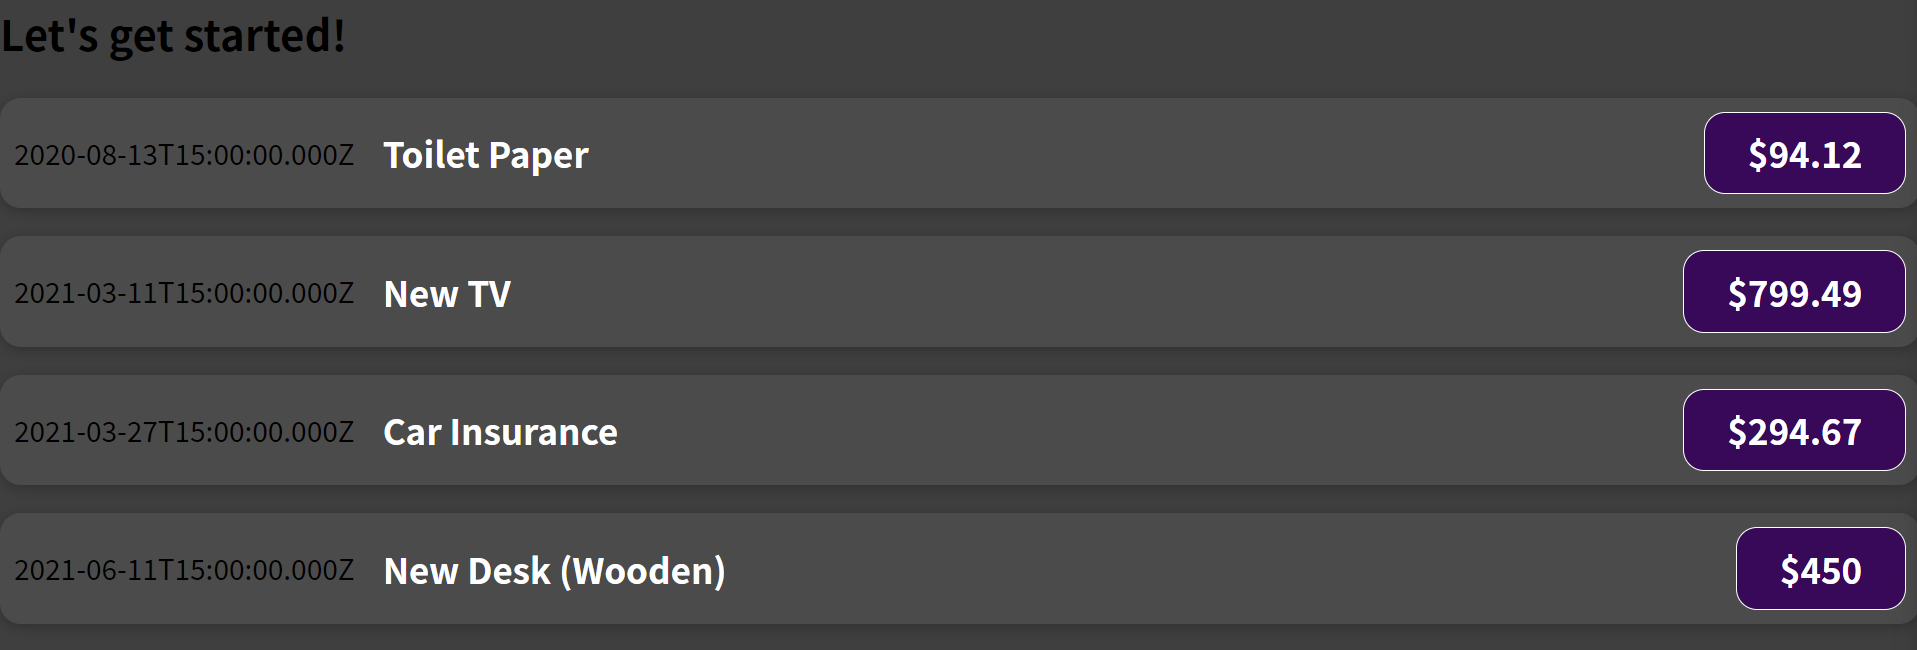 Let's get started!
2020-08-13T15:00:00.000Z Toilet Paper $94.12
2021-03-11T15:00:00.000Z New TV $799.49
2021-03-27T15:00:00.000Z Car Insurance $294.67
2021-06-11T15:00:00.000Z New Desk (Wooden) $450